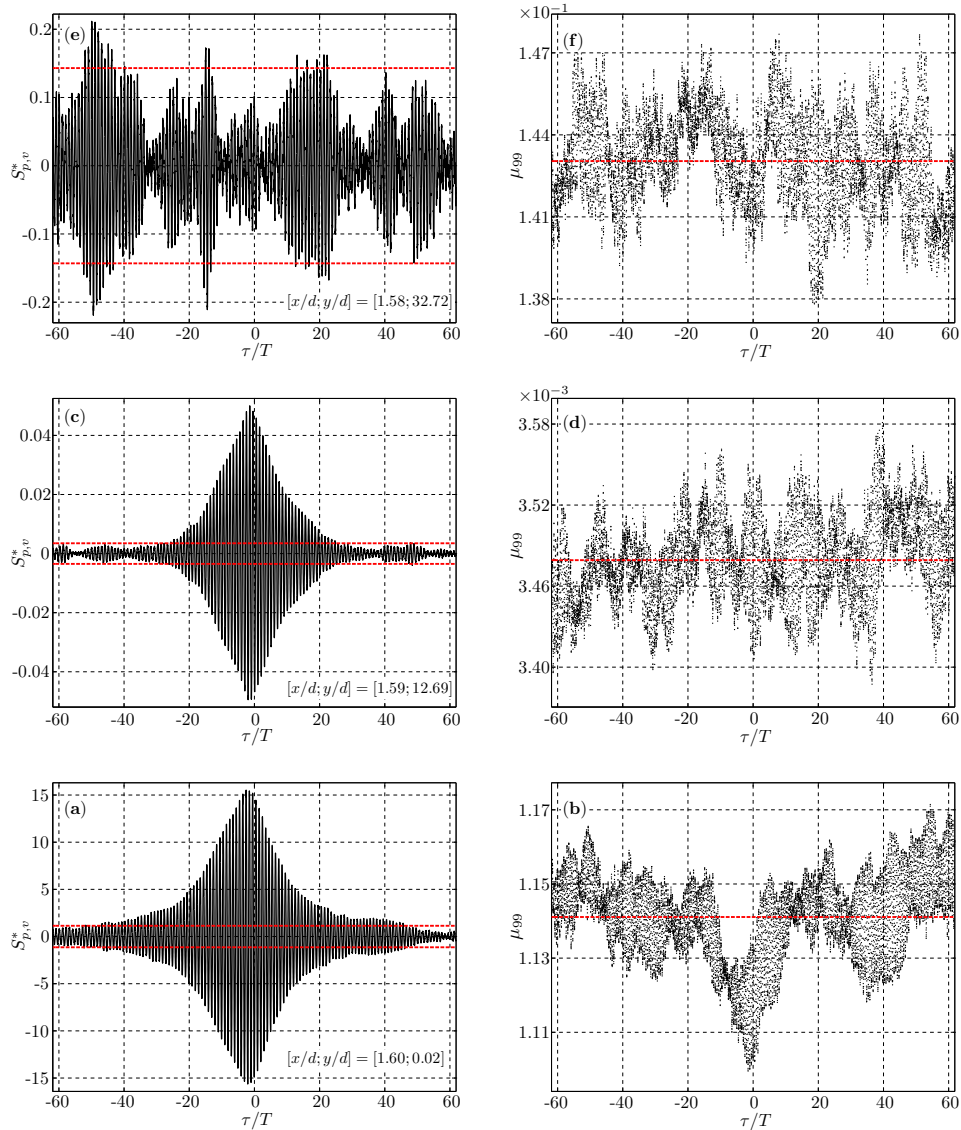 (e)
0.2
0.1
0
-0.1
-0.2
S*p,v
[x/d; y/d] = [1.58; 32.72]
-60 -40 -20 0 20 40 60
τ/T
×10⁻¹
(f)
1.47
1.44
1.41
1.38
μ99
-60 -40 -20 0 20 40 60
τ/T
(c)
0.04
0.02
0
-0.02
-0.04
S*p,v
[x/d; y/d] = [1.59; 12.69]
-60 -40 -20 0 20 40 60
τ/T
×10⁻³
(d)
3.58
3.52
3.46
3.40
μ99
-60 -40 -20 0 20 40 60
τ/T
(a)
15
10
5
0
-5
-10
-15
S*p,v
[x/d; y/d] = [1.60; 0.02]
-60 -40 -20 0 20 40 60
τ/T
(b)
1.17
1.15
1.13
1.11
μ99
-60 -40 -20 0 20 40 60
τ/T